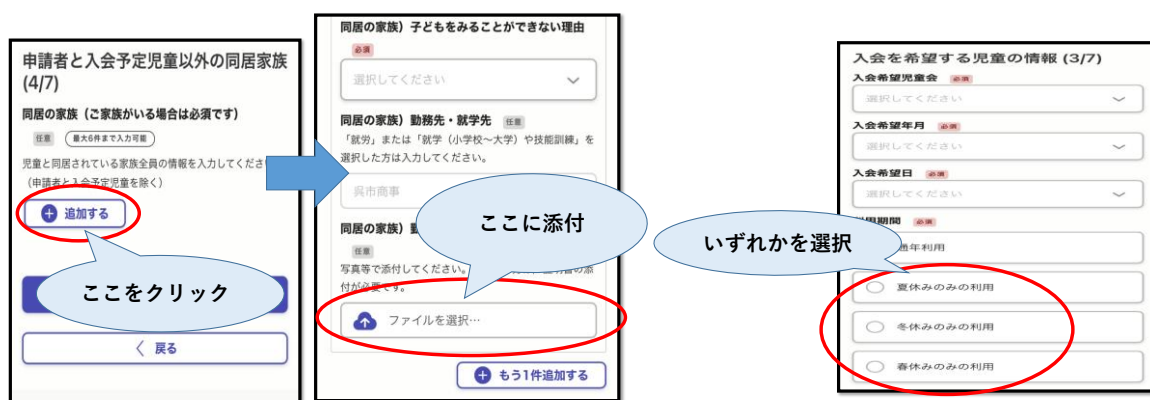 申請者と入会予定児童以外の同居家族
(4/7)
同居の家族（ご家族がいる場合は必須です）
任意 最大6件まで入力可能
児童と同居されている家族全員の情報を入力してくださ
（申請者と入会予定児童を除く）
追加する
ここをクリック
戻る
同居の家族）子どもをみることができない理由
必須
選択してください
同居の家族）勤務先・就学先 任意
「就労」または「就学（小学校～大学）や技能訓練」を
選択した方は入力してください。
呉市商事
同居の家族）
任意
写真等で添付してください。
付が必要です。
ここに添付
ファイルを選択…
もう1件追加する
入会を希望する児童の情報 (3/7)
入会希望児童会 必須
選択してください
入会希望年月 必須
選択してください
入会希望日 必須
選択してください
期間 必須
年利用
いずれかを選択
夏休みのみの利用
冬休みのみの利用
春休みのみの利用